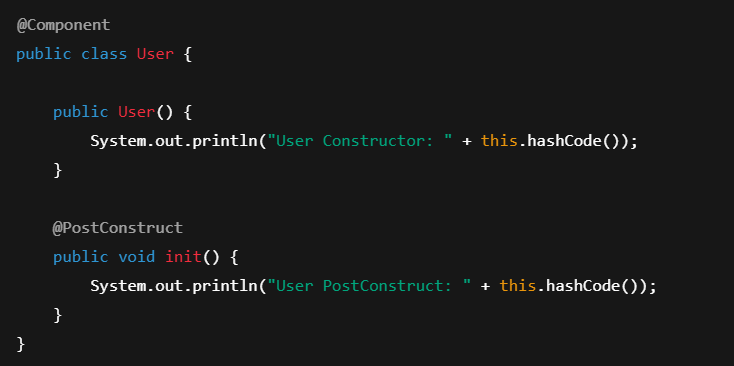 @Component
public class User {
    public User() {
        System.out.println("User Constructor: " + this.hashCode());
    }
    @PostConstruct
    public void init() {
        System.out.println("User PostConstruct: " + this.hashCode());
    }
}